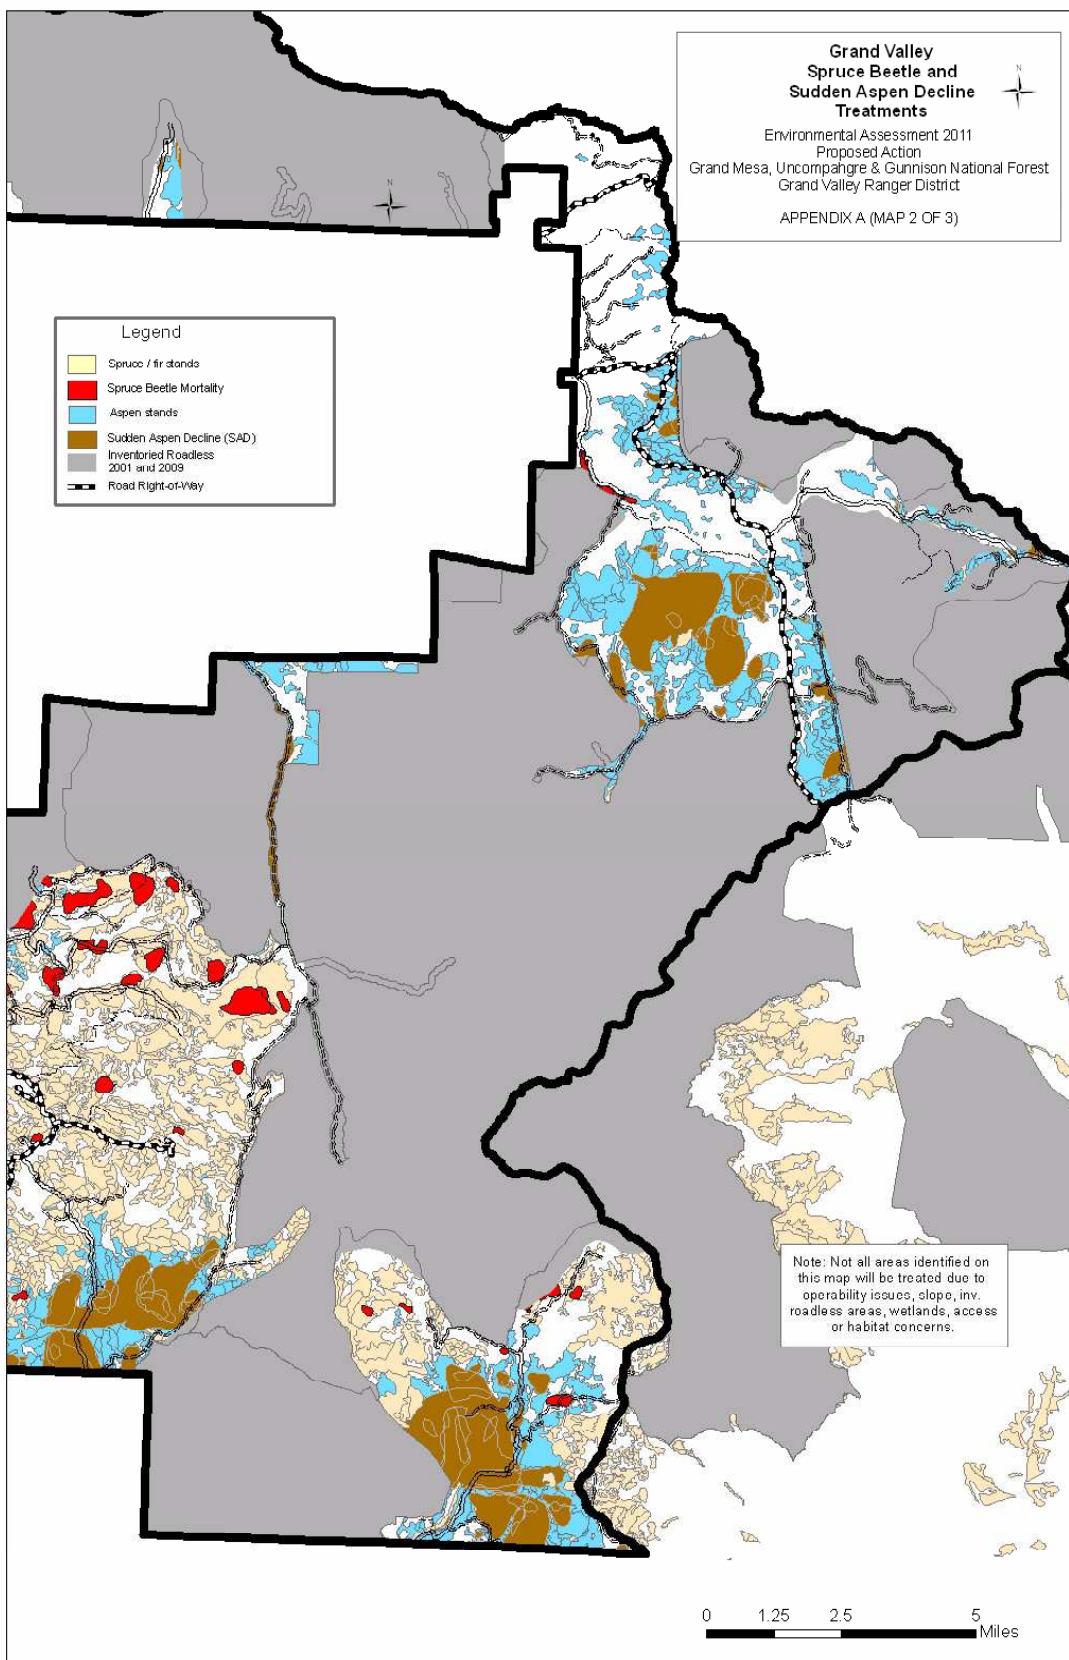 Grand Valley
Spruce Beetle and
Sudden Aspen Decline
Treatments
N
Environmental Assessment 2011
Proposed Action
Grand Mesa, Uncompahgre & Gunnison National Forest
Grand Valley Ranger District
APPENDIX A (MAP 2 OF 3)
N
Legend
Spruce / fir stands
Spruce Beetle Mortality
Aspen stands
Sudden Aspen Decline (SAD)
Inventoried Roadless
2001 and 2009
Road Right-of-Way
Note: Not all areas identified on
this map will be treated due to
operability issues, slope, inv.
roadless areas, wetlands, access
or habitat concerns.
0 1.25 2.5 5
Miles